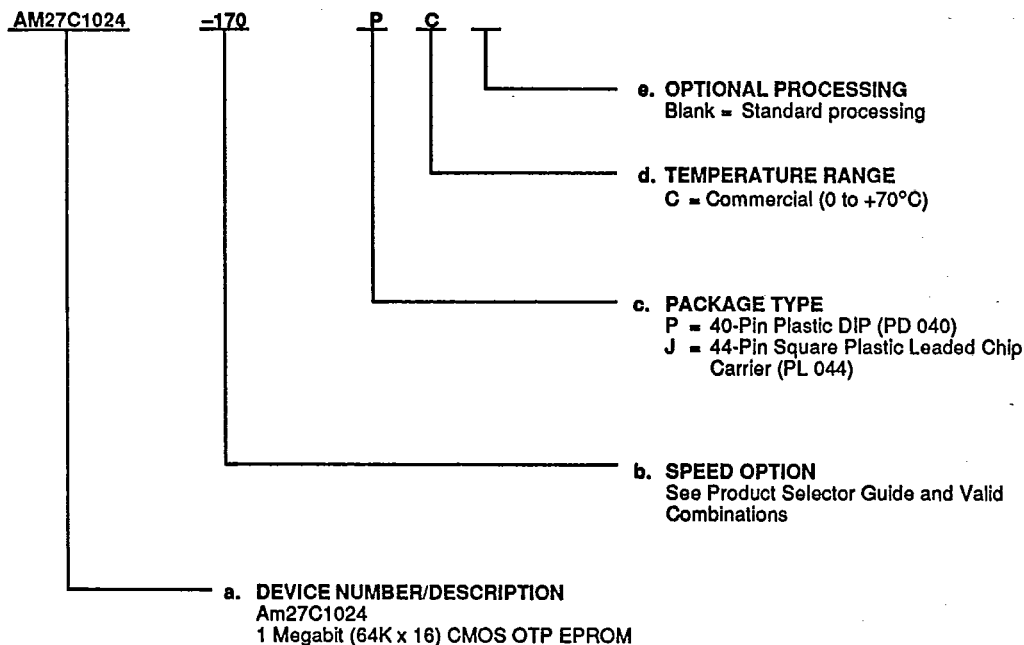 AM27C1024 –170 P C
e. OPTIONAL PROCESSING
Blank = Standard processing
d. TEMPERATURE RANGE
C = Commercial (0 to +70°C)
c. PACKAGE TYPE
P = 40-Pin Plastic DIP (PD 040)
J = 44-Pin Square Plastic Leaded Chip
Carrier (PL 044)
b. SPEED OPTION
See Product Selector Guide and Valid
Combinations
a. DEVICE NUMBER/DESCRIPTION
Am27C1024
1 Megabit (64K x 16) CMOS OTP EPROM